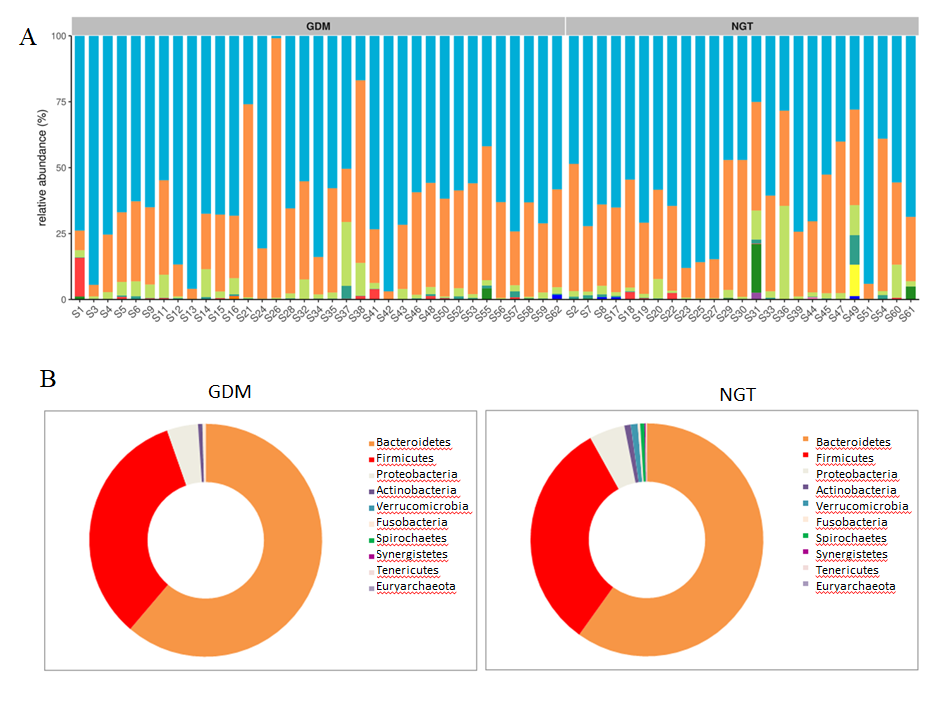 A
GDM
NGT
relative abundance (%)
100
75
50
25
0
S1 S3 S4 S5 S6 S9 S11 S12 S13 S14 S15 S16 S21 S24 S26 S28 S32 S34 S35 S37 S38 S41 S42 S43 S46 S48 S50 S52 S53 S55 S56 S57 S58 S59 S62 S2 S7 S8 S17 S18 S19 S20 S22 S23 S25 S27 S29 S30 S31 S33 S36 S39 S44 S45 S47 S49 S51 S54 S60 S61
B
GDM
Bacteroidetes
Firmicutes
Proteobacteria
Actinobacteria
Verrucomicrobia
Fusobacteria
Spirochaetes
Synergistetes
Tenericutes
Euryarchaeota
NGT
Bacteroidetes
Firmicutes
Proteobacteria
Actinobacteria
Verrucomicrobia
Fusobacteria
Spirochaetes
Synergistetes
Tenericutes
Euryarchaeota